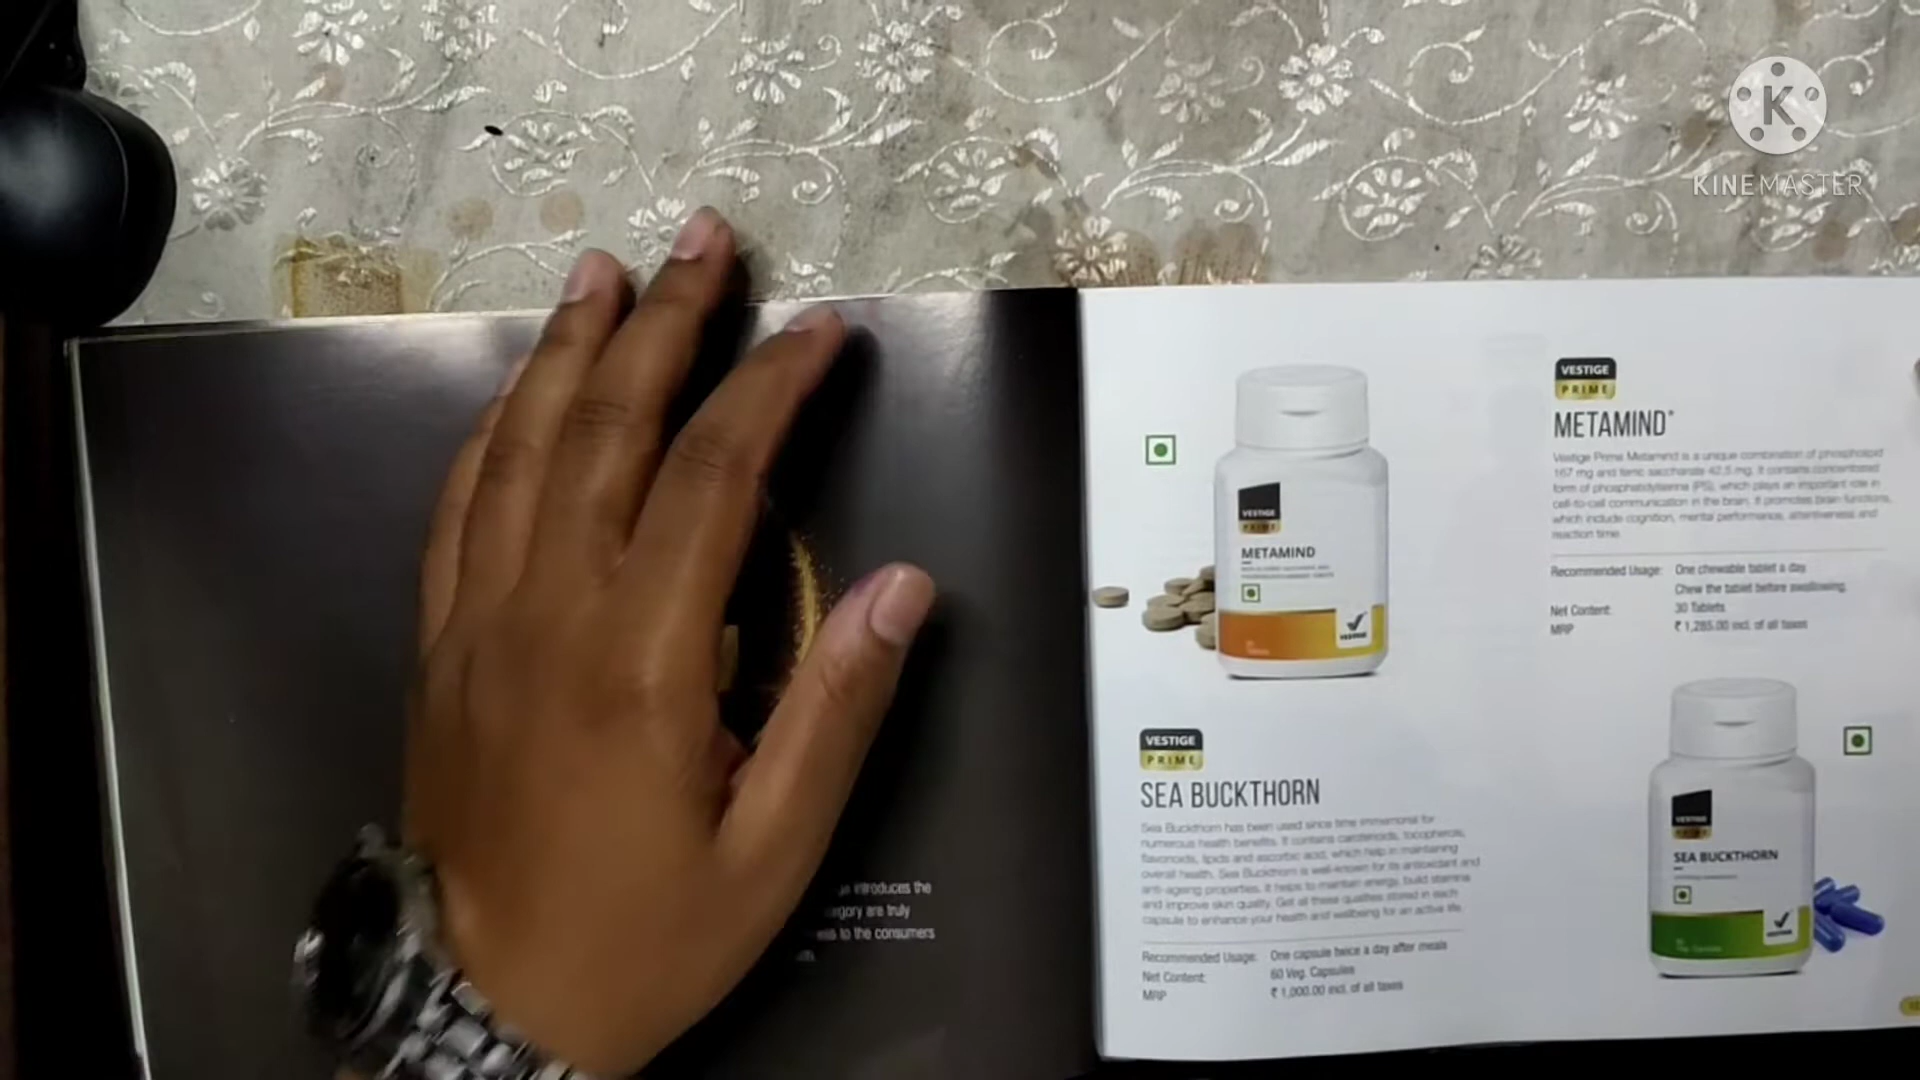 K
KINEMASTER
VESTIGE
PRIME
METAMIND*
Vestige Prime Metamind is a unique combination of phospholipid
167 mg and ferric saccharate 42.5 mg. It contains concentrated
form of phosphatidylserine (PS), which plays an important role in
cell-to-cell communication in the brain. It promotes brain functions,
which include cognition, mental performance, attentiveness and
reaction time.
Recommended Usage: One chewable tablet a day
Chew the tablet before swallowing.
Net Content: 30 Tablets
MRP ₹ 1,285.00 incl. of all taxes
VESTIGE
PRIME
METAMIND
VESTIGE
VESTIGE
PRIME
SEA BUCKTHORN
Sea Buckthorn has been used since time immemorial for
numerous health benefits. It contains carotenoids, tocopherols,
flavonoids, lipids and ascorbic acid, which help in maintaining
overall health. Sea Buckthorn is well-known for its antioxidant and
anti-ageing properties. It helps to maintain energy, build stamina
and improve skin quality. Get all these qualities stored in each
capsule to enhance your health and wellbeing for an active life.
Recommended Usage: One capsule twice a day after meals
Net Content: 60 Veg. Capsules
MRP ₹ 1,000.00 incl. of all taxes
VESTIGE
PRIME
SEA BUCKTHORN
VESTIGE
introduces the
are truly
to the consumers